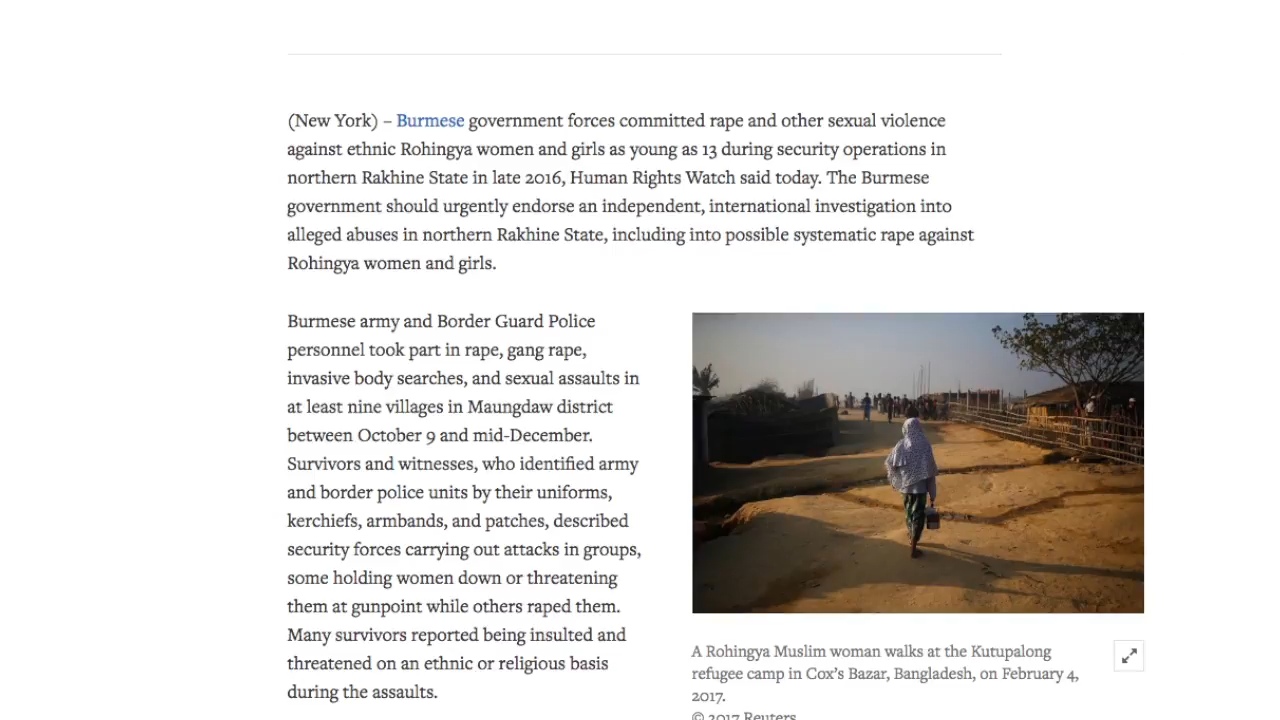 (New York) – Burmese government forces committed rape and other sexual violence
against ethnic Rohingya women and girls as young as 13 during security operations in
northern Rakhine State in late 2016, Human Rights Watch said today. The Burmese
government should urgently endorse an independent, international investigation into
alleged abuses in northern Rakhine State, including into possible systematic rape against
Rohingya women and girls.
Burmese army and Border Guard Police
personnel took part in rape, gang rape,
invasive body searches, and sexual assaults in
at least nine villages in Maungdaw district
between October 9 and mid-December.
Survivors and witnesses, who identified army
and border police units by their uniforms,
kerchiefs, armbands, and patches, described
security forces carrying out attacks in groups,
some holding women down or threatening
them at gunpoint while others raped them.
Many survivors reported being insulted and
threatened on an ethnic or religious basis
during the assaults.
A Rohingya Muslim woman walks at the Kutupalong
refugee camp in Cox's Bazar, Bangladesh, on February 4,
2017.
© 2017 Reuters